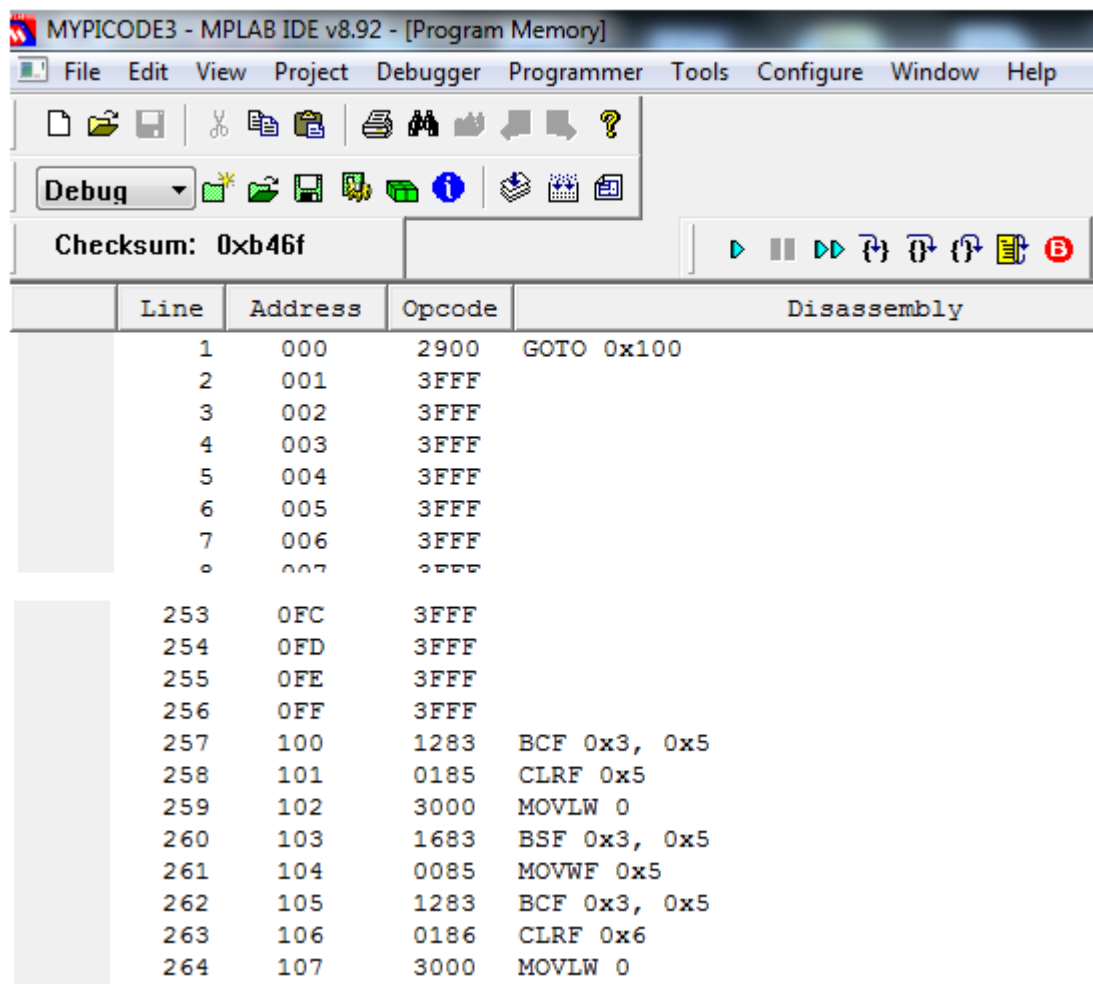 MYPICODE3 - MPLAB IDE v8.92 - [Program Memory]
File Edit View Project Debugger Programmer Tools Configure Window Help
Debug
Checksum: 0xb46f
Line Address Opcode Disassembly
1 000 2900 GOTO 0x100
2 001 3FFF
3 002 3FFF
4 003 3FFF
5 004 3FFF
6 005 3FFF
7 006 3FFF
8 007 3FFF
253 0FC 3FFF
254 0FD 3FFF
255 0FE 3FFF
256 0FF 3FFF
257 100 1283 BCF 0x3, 0x5
258 101 0185 CLRF 0x5
259 102 3000 MOVLW 0
260 103 1683 BSF 0x3, 0x5
261 104 0085 MOVWF 0x5
262 105 1283 BCF 0x3, 0x5
263 106 0186 CLRF 0x6
264 107 3000 MOVLW 0